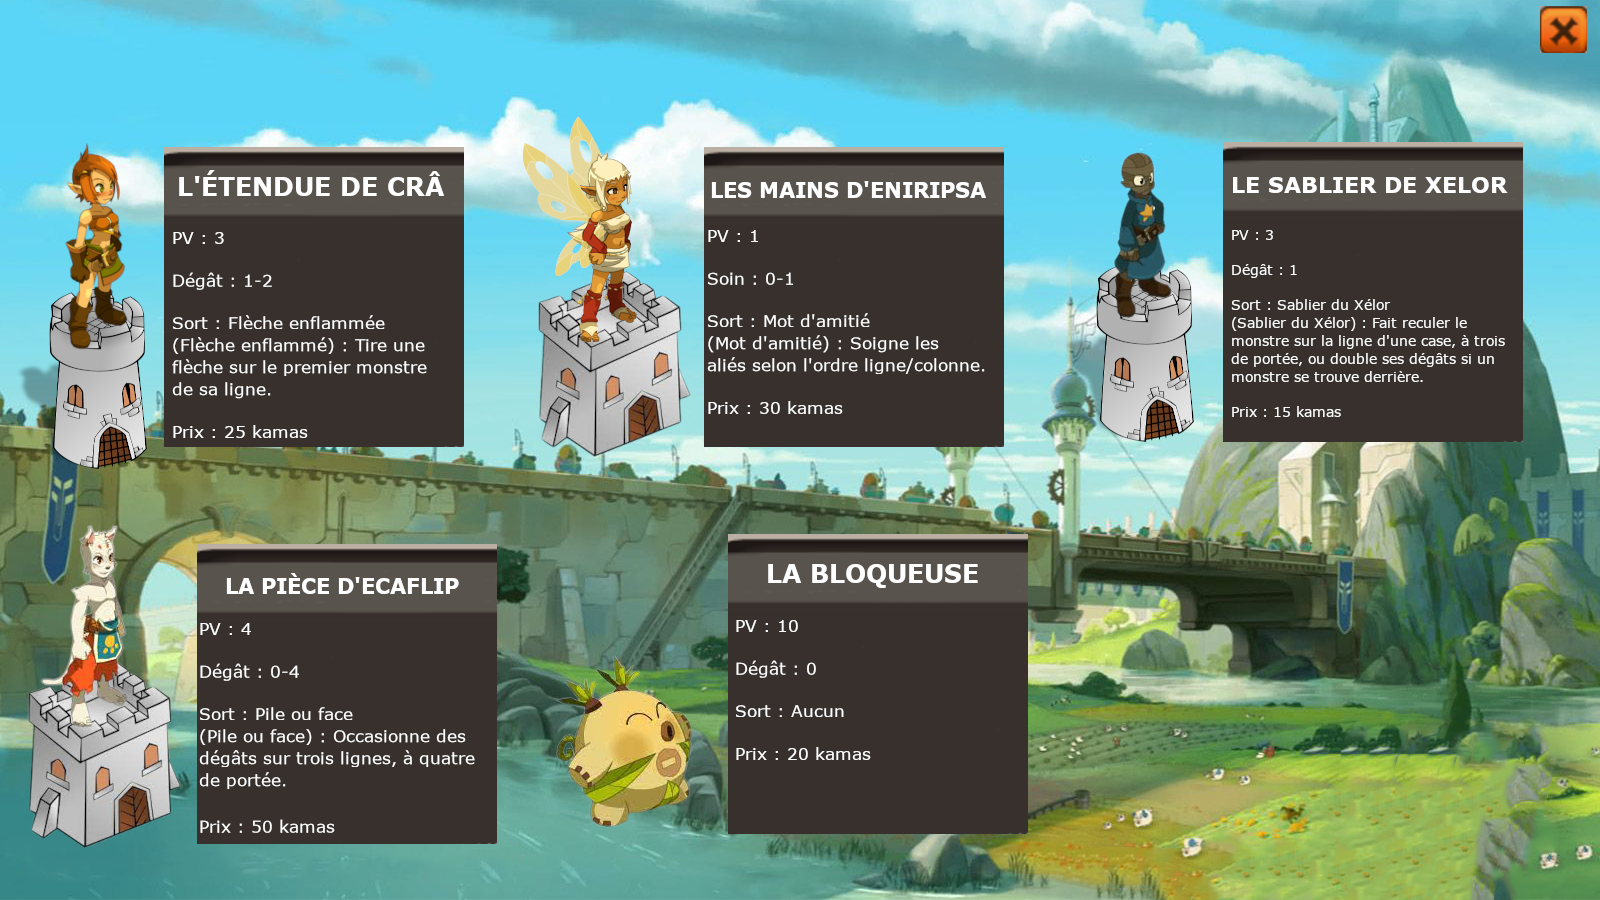 L'ÉTENDUE DE CRÂ
PV : 3
Dégât : 1-2
Sort : Flèche enflammée
(Flèche enflammé) : Tire une
flèche sur le premier monstre
de sa ligne.
Prix : 25 kamas
LES MAINS D'ENIRIPSA
PV : 1
Soin : 0-1
Sort : Mot d'amitié
(Mot d'amitié) : Soigne les
aliés selon l'ordre ligne/colonne.
Prix : 30 kamas
LE SABLIER DE XELOR
PV : 3
Dégât : 1
Sort : Sablier du Xélor
(Sablier du Xélor) : Fait reculer le
monstre sur la ligne d'une case, à trois
de portée, ou double ses dégâts si un
monstre se trouve derrière.
Prix : 15 kamas
LA PIÈCE D'ECAFLIP
PV : 4
Dégât : 0-4
Sort : Pile ou face
(Pile ou face) : Occasionne des
dégâts sur trois lignes, à quatre
de portée.
Prix : 50 kamas
LA BLOQUEUSE
PV : 10
Dégât : 0
Sort : Aucun
Prix : 20 kamas